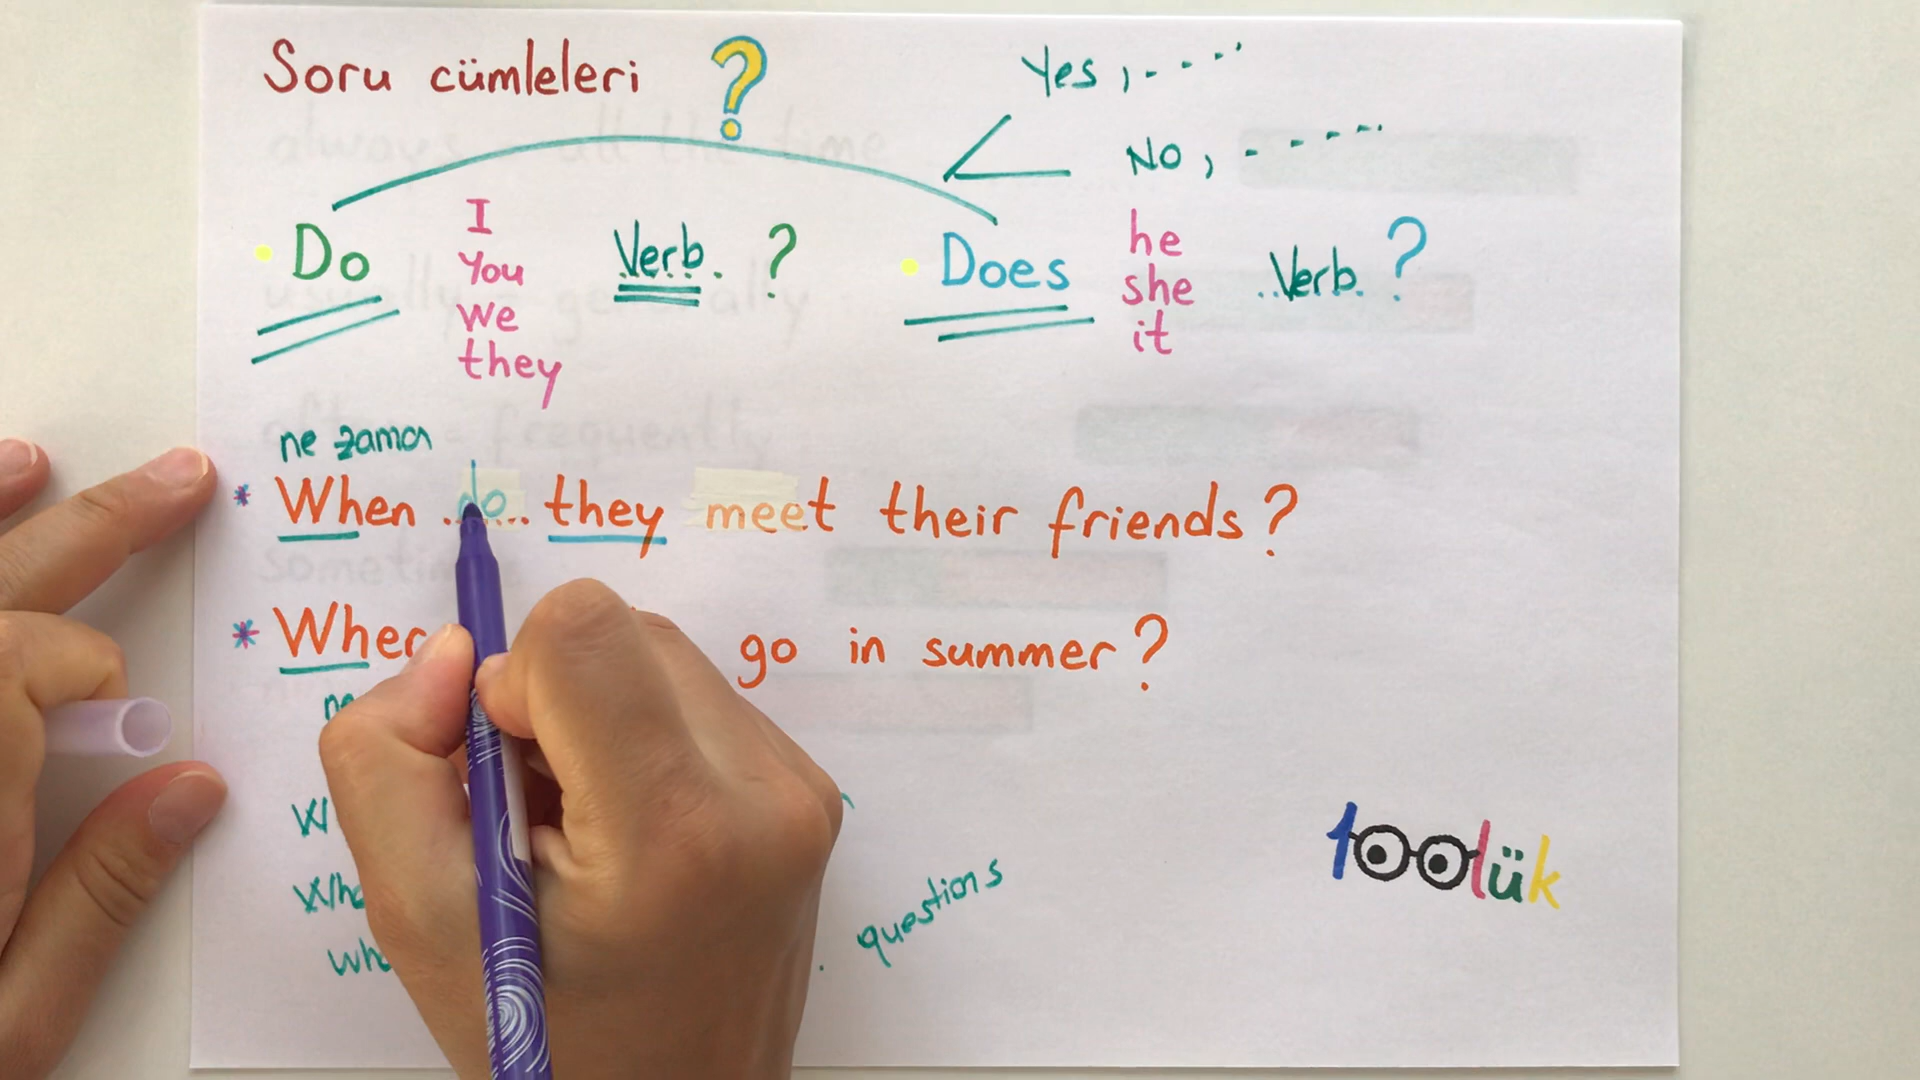 Soru cümleleri ?
Yes, - - - -
No, - - - -
Do I You we they Verb. ?
Does he she it ..Verb. ?
ne zaman
* When do they meet their friends?
* go in summer?
questions
100lük